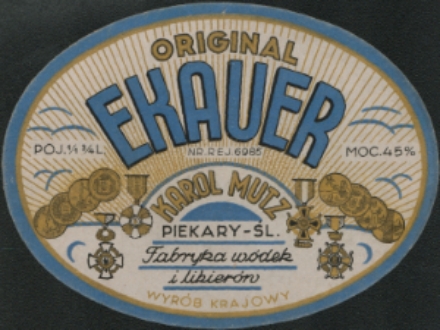 ORIGINAL
EKAUER
POJ. ¼ ¾ L. NR. REJ. 6985 MOC. 45%
KAROL MUTZ
PIEKARY-ŚL.
Fabryka wódek
i likierów
WYRÓB KRAJOWY